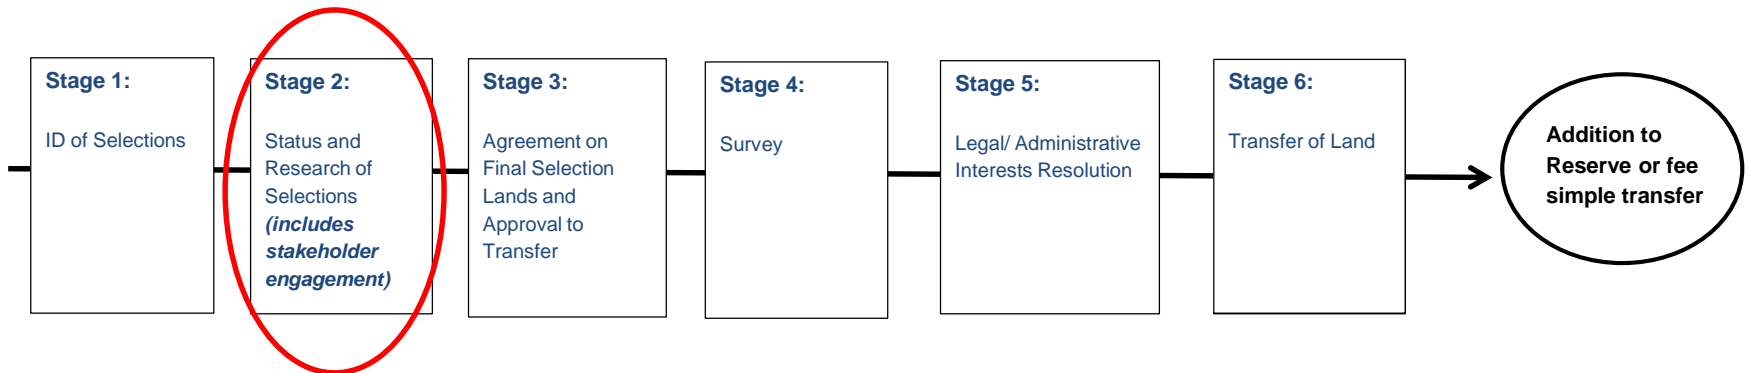 Stage 1:
ID of Selections
Stage 2:
Status and
Research of
Selections
(includes
stakeholder
engagement)
Stage 3:
Agreement on
Final Selection
Lands and
Approval to
Transfer
Stage 4:
Survey
Stage 5:
Legal/ Administrative
Interests Resolution
Stage 6:
Transfer of Land
Addition to
Reserve or fee
simple transfer